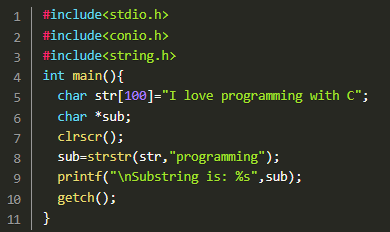 1 #include<stdio.h>
2 #include<conio.h>
3 #include<string.h>
4 int main(){
5   char str[100]="I love programming with C";
6   char *sub;
7   clrscr();
8   sub=strstr(str,"programming");
9   printf("\nSubstring is: %s",sub);
10   getch();
11 }